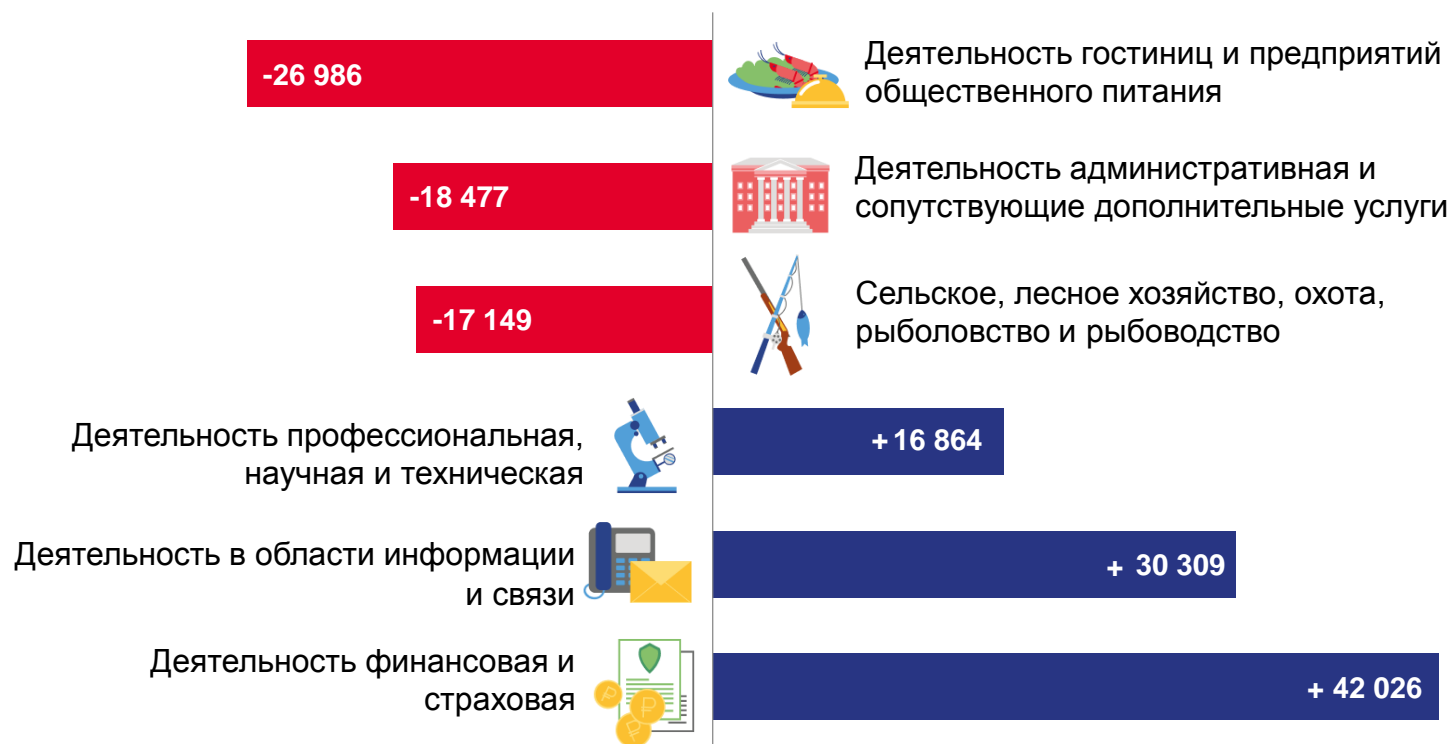 -26 986
Деятельность гостиниц и предприятий
общественного питания
-18 477
Деятельность административная и
сопутствующие дополнительные услуги
-17 149
Сельское, лесное хозяйство, охота,
рыболовство и рыбоводство
Деятельность профессиональная,
научная и техническая
+ 16 864
Деятельность в области информации
и связи
+ 30 309
Деятельность финансовая и
страховая
+ 42 026